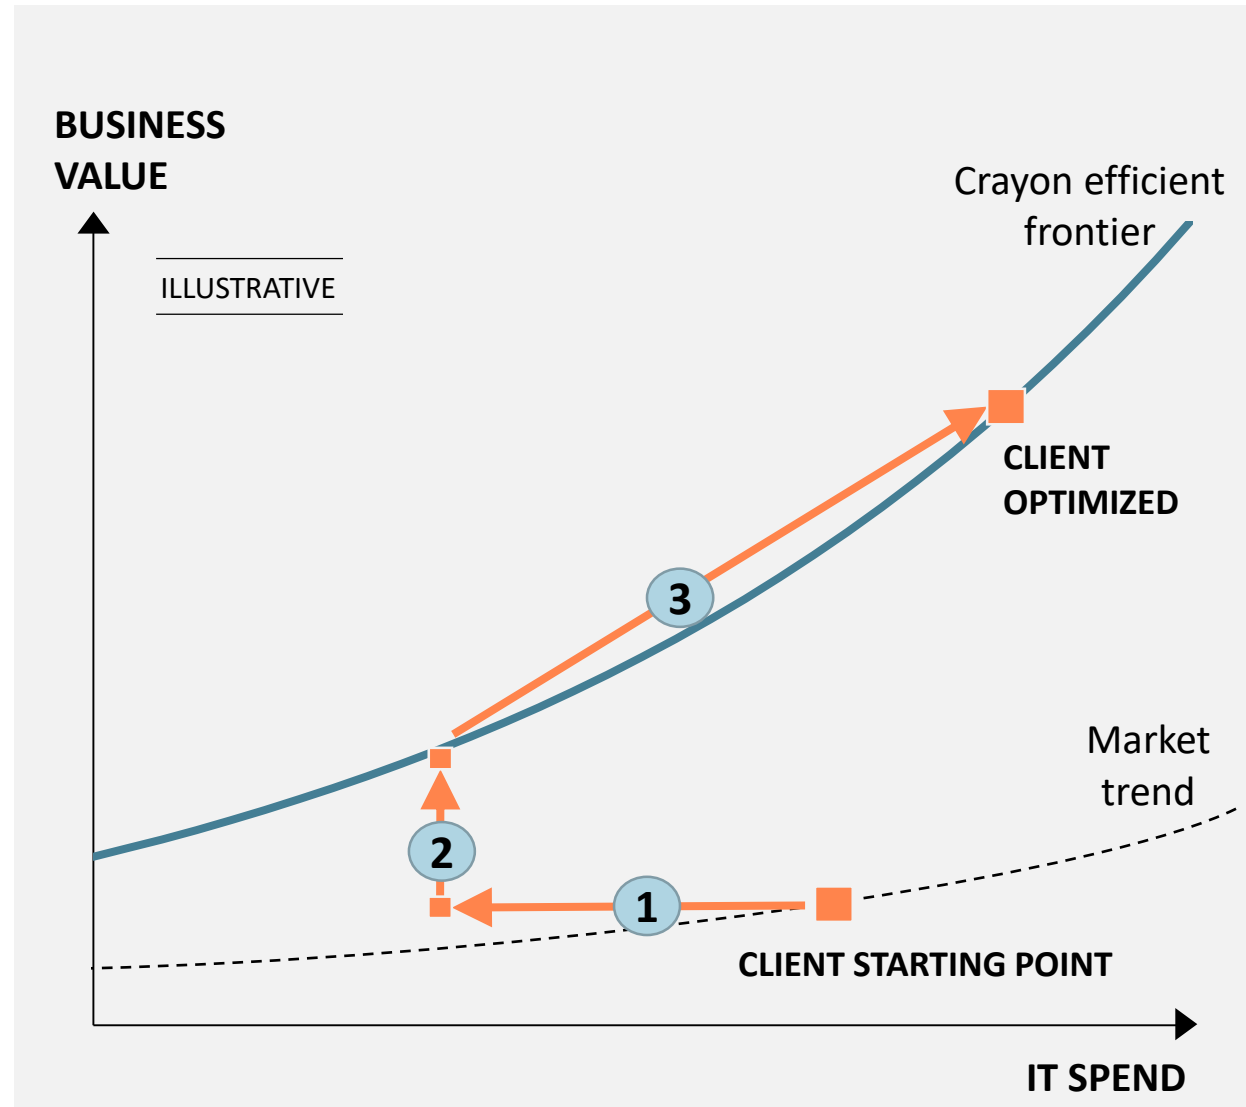 BUSINESS
VALUE
Crayon efficient
frontier
ILLUSTRATIVE
CLIENT
OPTIMIZED
3
Market
trend
2
1
CLIENT STARTING POINT
IT SPEND